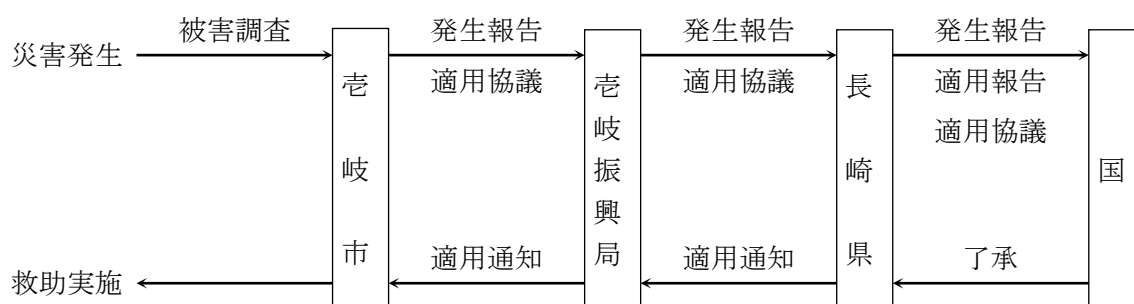 災害発生
被害調査
壱岐市
発生報告
適用協議
壱岐振興局
発生報告
適用協議
長崎県
発生報告
適用報告
適用協議
国
了承
適用通知
適用通知
救助実施